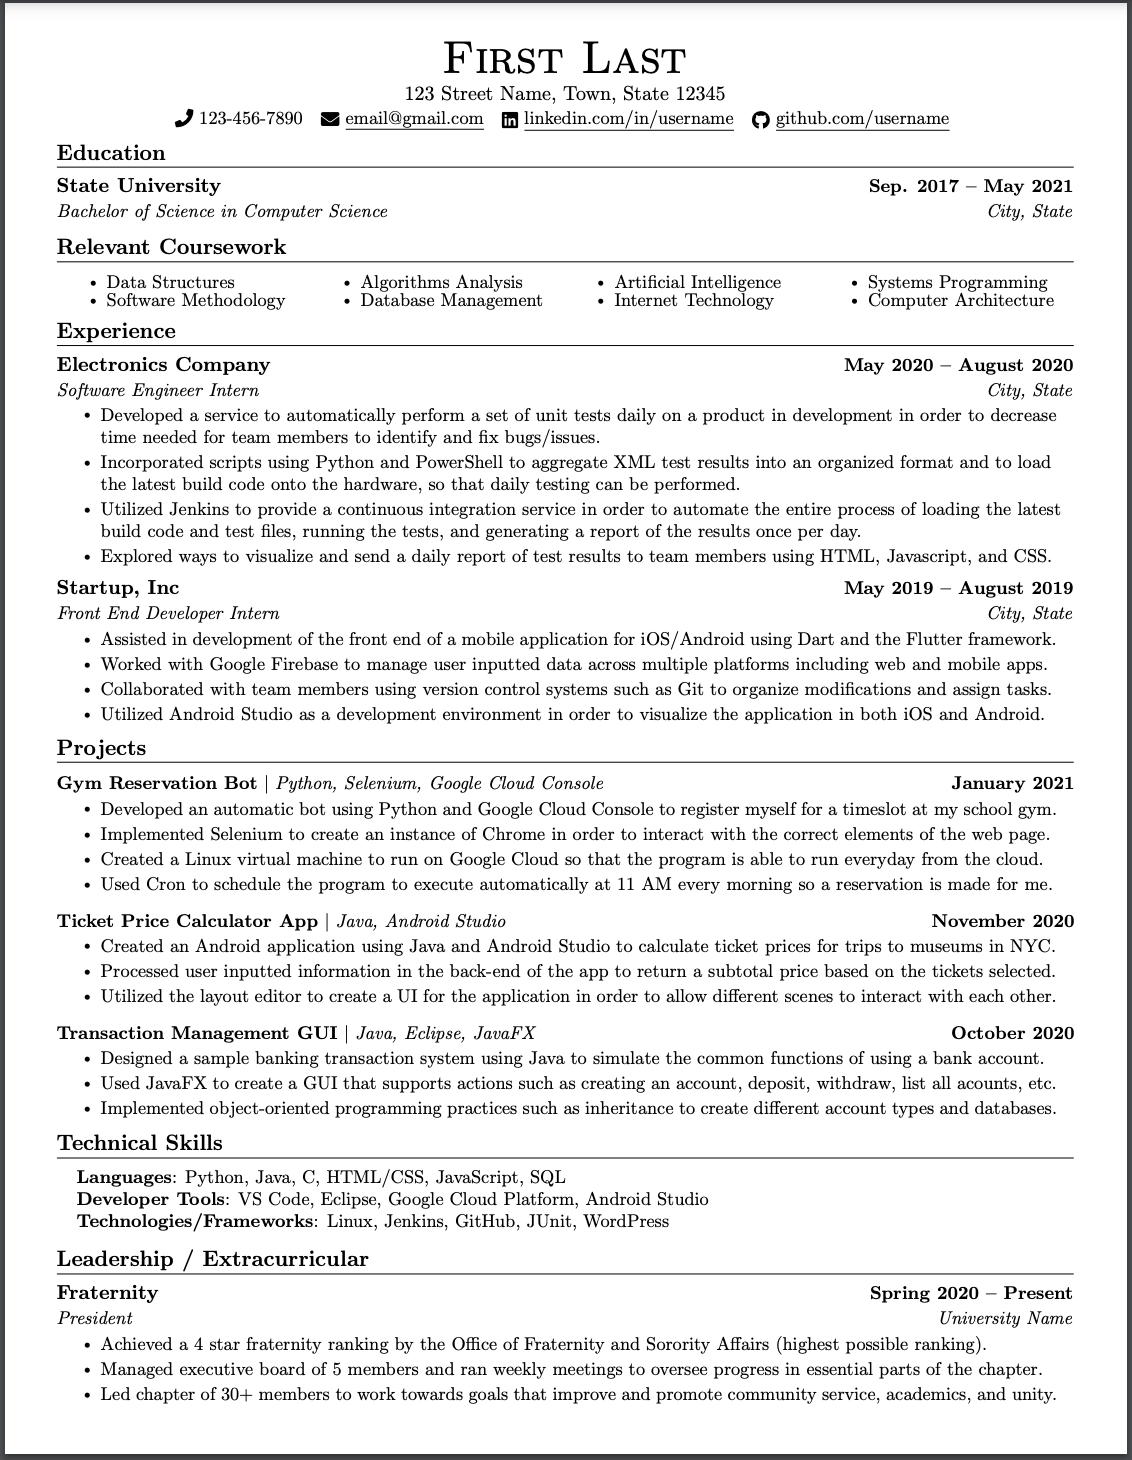 First Last
123 Street Name, Town, State 12345
123-456-7890 email@gmail.com linkedin.com/in/username github.com/username
Education
State University Sep. 2017 – May 2021
Bachelor of Science in Computer Science City, State
Relevant Coursework
• Data Structures • Algorithms Analysis • Artificial Intelligence • Systems Programming
• Software Methodology • Database Management • Internet Technology • Computer Architecture
Experience
Electronics Company May 2020 – August 2020
Software Engineer Intern City, State
• Developed a service to automatically perform a set of unit tests daily on a product in development in order to decrease
time needed for team members to identify and fix bugs/issues.
• Incorporated scripts using Python and PowerShell to aggregate XML test results into an organized format and to load
the latest build code onto the hardware, so that daily testing can be performed.
• Utilized Jenkins to provide a continuous integration service in order to automate the entire process of loading the latest
build code and test files, running the tests, and generating a report of the results once per day.
• Explored ways to visualize and send a daily report of test results to team members using HTML, Javascript, and CSS.
Startup, Inc May 2019 – August 2019
Front End Developer Intern City, State
• Assisted in development of the front end of a mobile application for iOS/Android using Dart and the Flutter framework.
• Worked with Google Firebase to manage user inputted data across multiple platforms including web and mobile apps.
• Collaborated with team members using version control systems such as Git to organize modifications and assign tasks.
• Utilized Android Studio as a development environment in order to visualize the application in both iOS and Android.
Projects
Gym Reservation Bot | Python, Selenium, Google Cloud Console January 2021
• Developed an automatic bot using Python and Google Cloud Console to register myself for a timeslot at my school gym.
• Implemented Selenium to create an instance of Chrome in order to interact with the correct elements of the web page.
• Created a Linux virtual machine to run on Google Cloud so that the program is able to run everyday from the cloud.
• Used Cron to schedule the program to execute automatically at 11 AM every morning so a reservation is made for me.
Ticket Price Calculator App | Java, Android Studio November 2020
• Created an Android application using Java and Android Studio to calculate ticket prices for trips to museums in NYC.
• Processed user inputted information in the back-end of the app to return a subtotal price based on the tickets selected.
• Utilized the layout editor to create a UI for the application in order to allow different scenes to interact with each other.
Transaction Management GUI | Java, Eclipse, JavaFX October 2020
• Designed a sample banking transaction system using Java to simulate the common functions of using a bank account.
• Used JavaFX to create a GUI that supports actions such as creating an account, deposit, withdraw, list all acounts, etc.
• Implemented object-oriented programming practices such as inheritance to create different account types and databases.
Technical Skills
Languages: Python, Java, C, HTML/CSS, JavaScript, SQL
Developer Tools: VS Code, Eclipse, Google Cloud Platform, Android Studio
Technologies/Frameworks: Linux, Jenkins, GitHub, JUnit, WordPress
Leadership / Extracurricular
Fraternity Spring 2020 – Present
President University Name
• Achieved a 4 star fraternity ranking by the Office of Fraternity and Sorority Affairs (highest possible ranking).
• Managed executive board of 5 members and ran weekly meetings to oversee progress in essential parts of the chapter.
• Led chapter of 30+ members to work towards goals that improve and promote community service, academics, and unity.